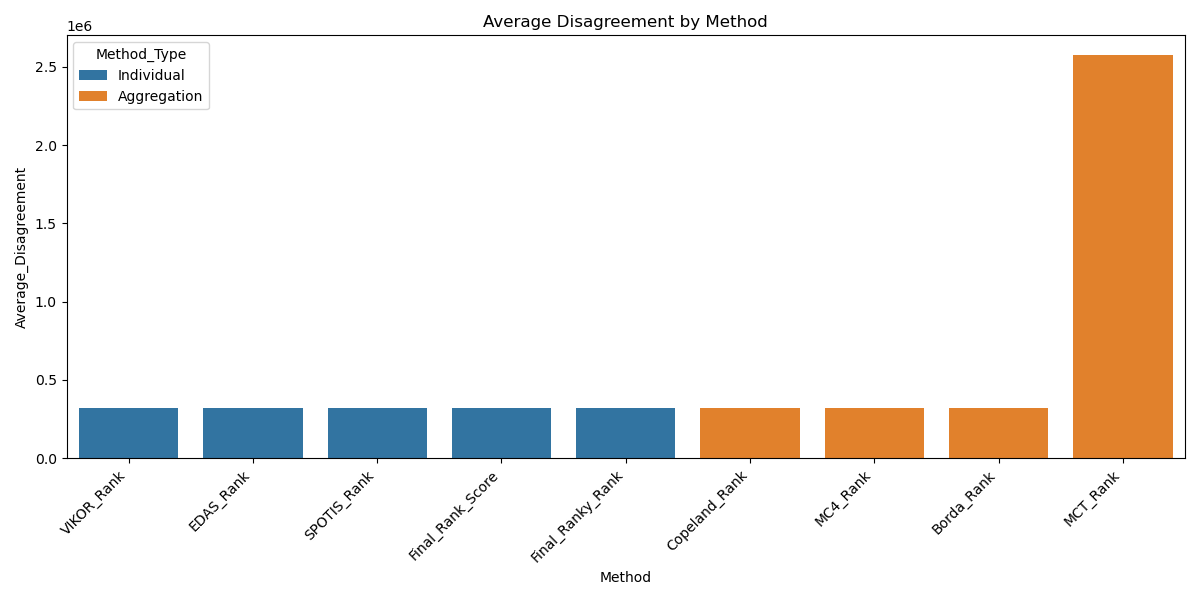 Average Disagreement by Method
1e6
Method_Type
Individual
Aggregation
2.5
2.0
1.5
1.0
0.5
0.0
Average_Disagreement
VIKOR_Rank
EDAS_Rank
SPOTIS_Rank
Final_Rank_Score
Final_Ranky_Rank
Copeland_Rank
MC4_Rank
Borda_Rank
MCT_Rank
Method